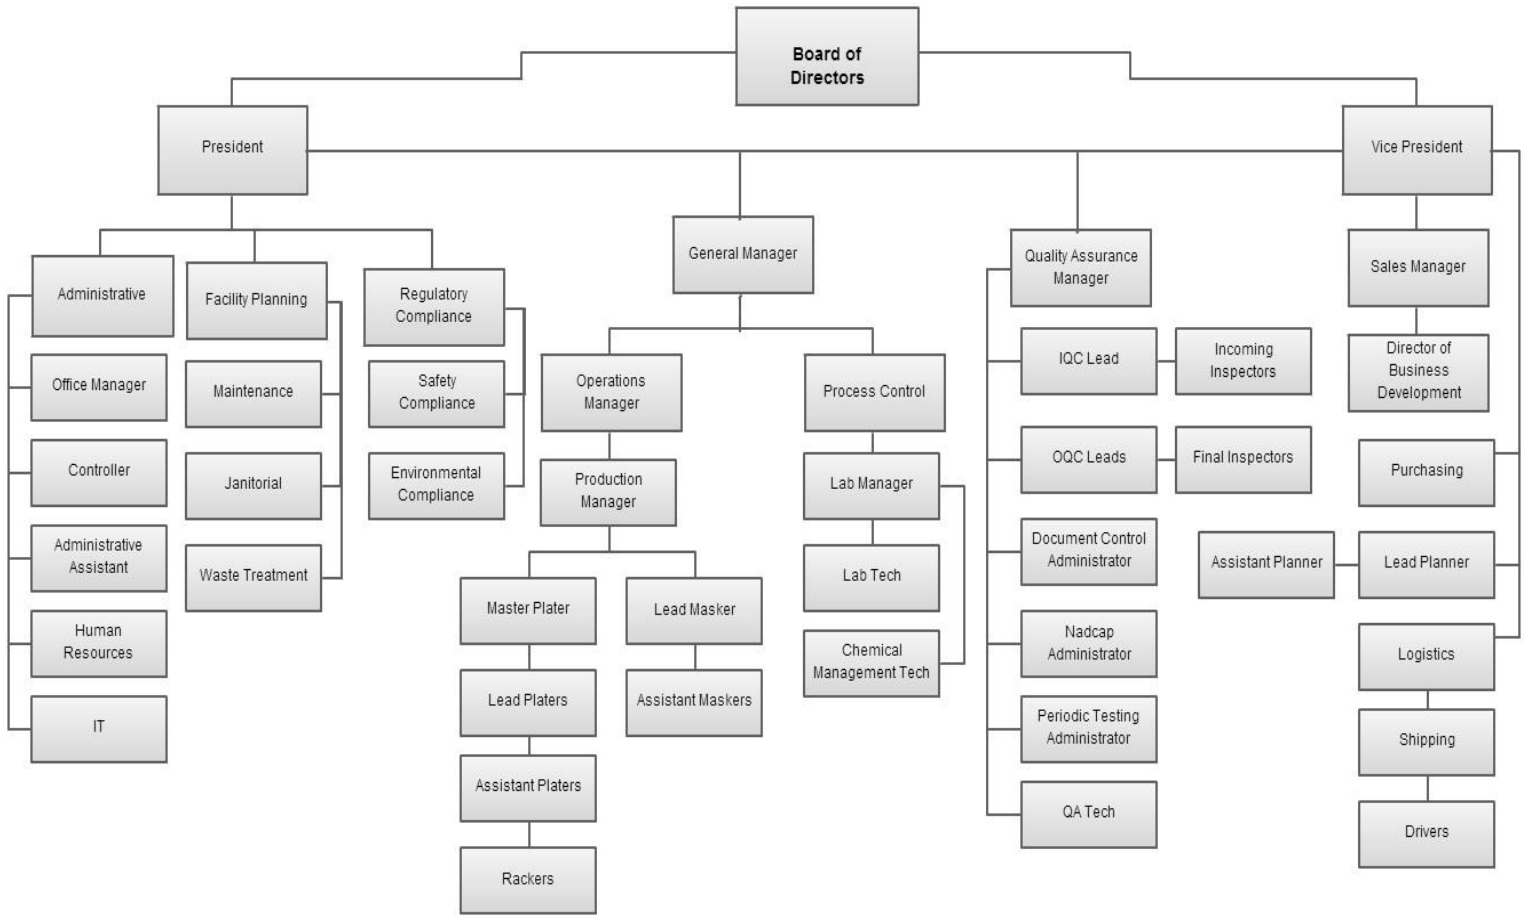 Board of
Directors
President
Vice President
General Manager
Quality Assurance
Manager
Sales Manager
Administrative
Facility Planning
Regulatory
Compliance
Office Manager
Maintenance
Safety
Compliance
Operations
Manager
Process Control
IQC Lead
Incoming
Inspectors
Director of
Business
Development
Controller
Janitorial
Environmental
Compliance
Production
Manager
Lab Manager
OQC Leads
Final Inspectors
Purchasing
Administrative
Assistant
Waste Treatment
Master Plater
Lead Masker
Lab Tech
Document Control
Administrator
Assistant Planner
Lead Planner
Human
Resources
Lead Platers
Assistant Maskers
Chemical
Management Tech
Nadcap
Administrator
Logistics
IT
Assistant Platers
Periodic Testing
Administrator
Shipping
Rackers
QA Tech
Drivers